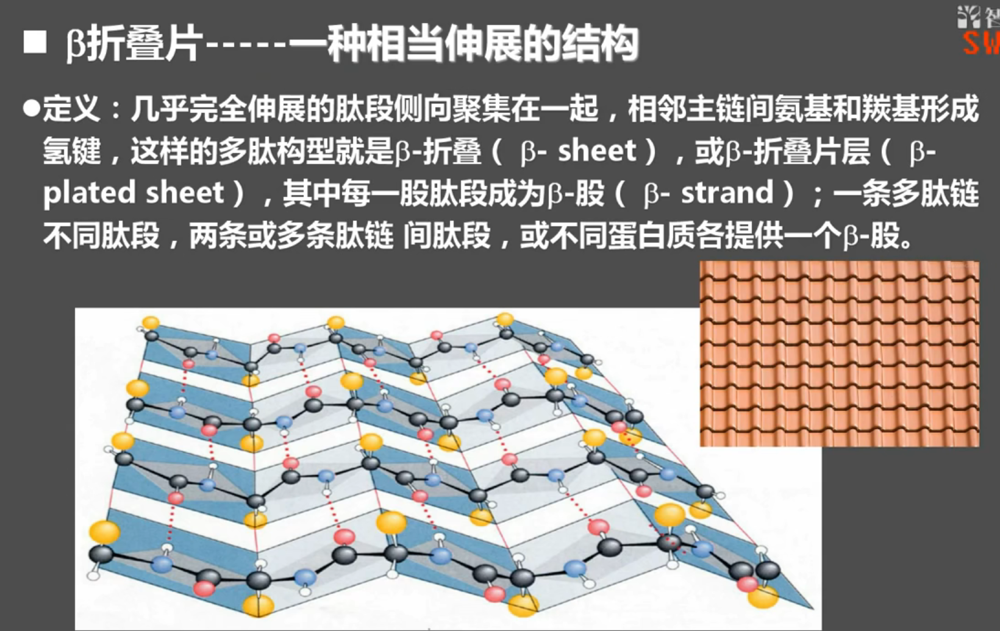 ■ β折叠片-----一种相当伸展的结构
●定义：几乎完全伸展的肽段侧向聚集在一起，相邻主链间氨基和羰基形成
氢键，这样的多肽构型就是β-折叠（ β- sheet），或β-折叠片层（ β-
plated sheet），其中每一股肽段成为β-股（ β- strand）；一条多肽链
不同肽段，两条或多条肽链 间肽段，或不同蛋白质各提供一个β-股。
智
SW